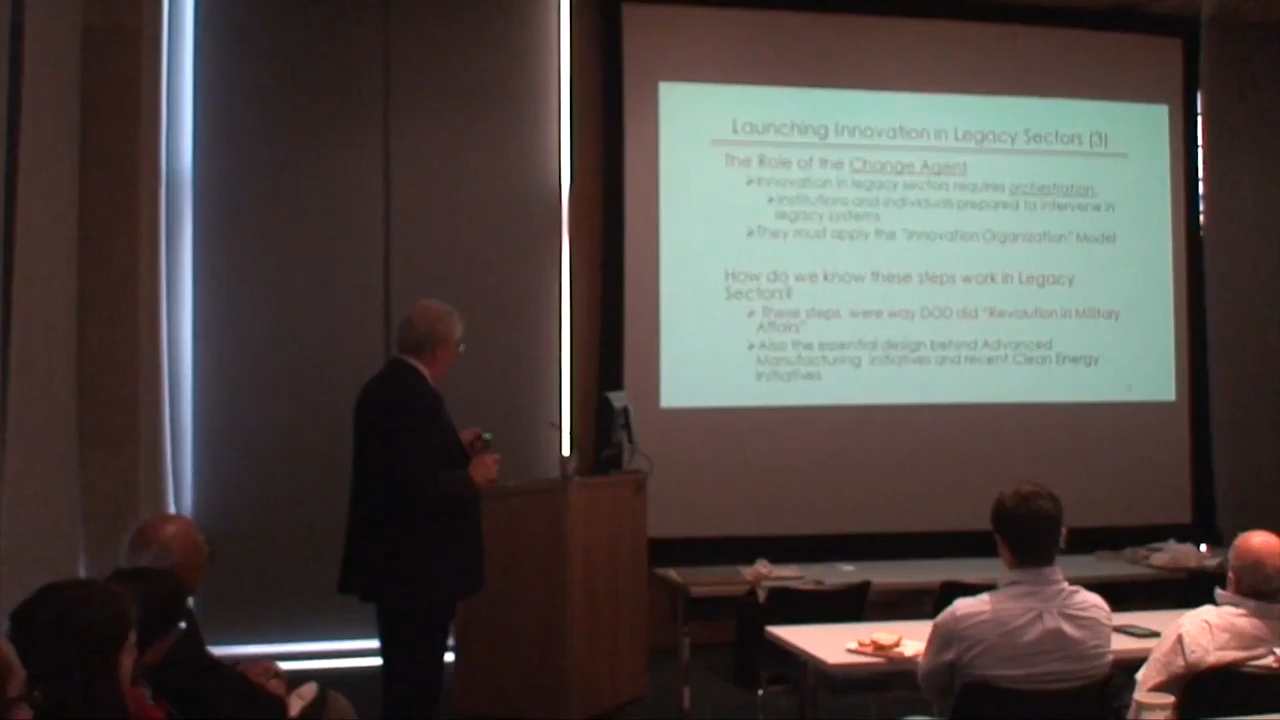 Launching Innovation in Legacy Sectors (3)
The Role of the Change Agent
Innovation in legacy sectors requires orchestration:
Institutions and individuals prepared to intervene in
legacy systems
They must apply the "Innovation Organization" Model
How do we know these steps work in Legacy
Sectors?
These steps were way DOD did "Revolution in Military
Affairs"
Also the essential design behind Advanced
Manufacturing Initiatives and recent Clean Energy
Initiatives